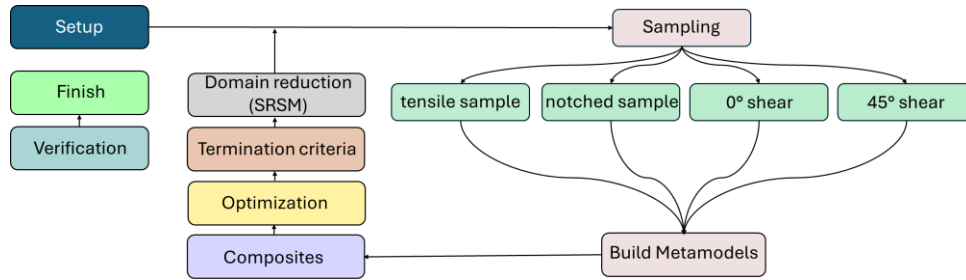 Setup
Sampling
Finish
Domain reduction
(SRSM)
tensile sample
notched sample
0° shear
45° shear
Verification
Termination criteria
Optimization
Composites
Build Metamodels